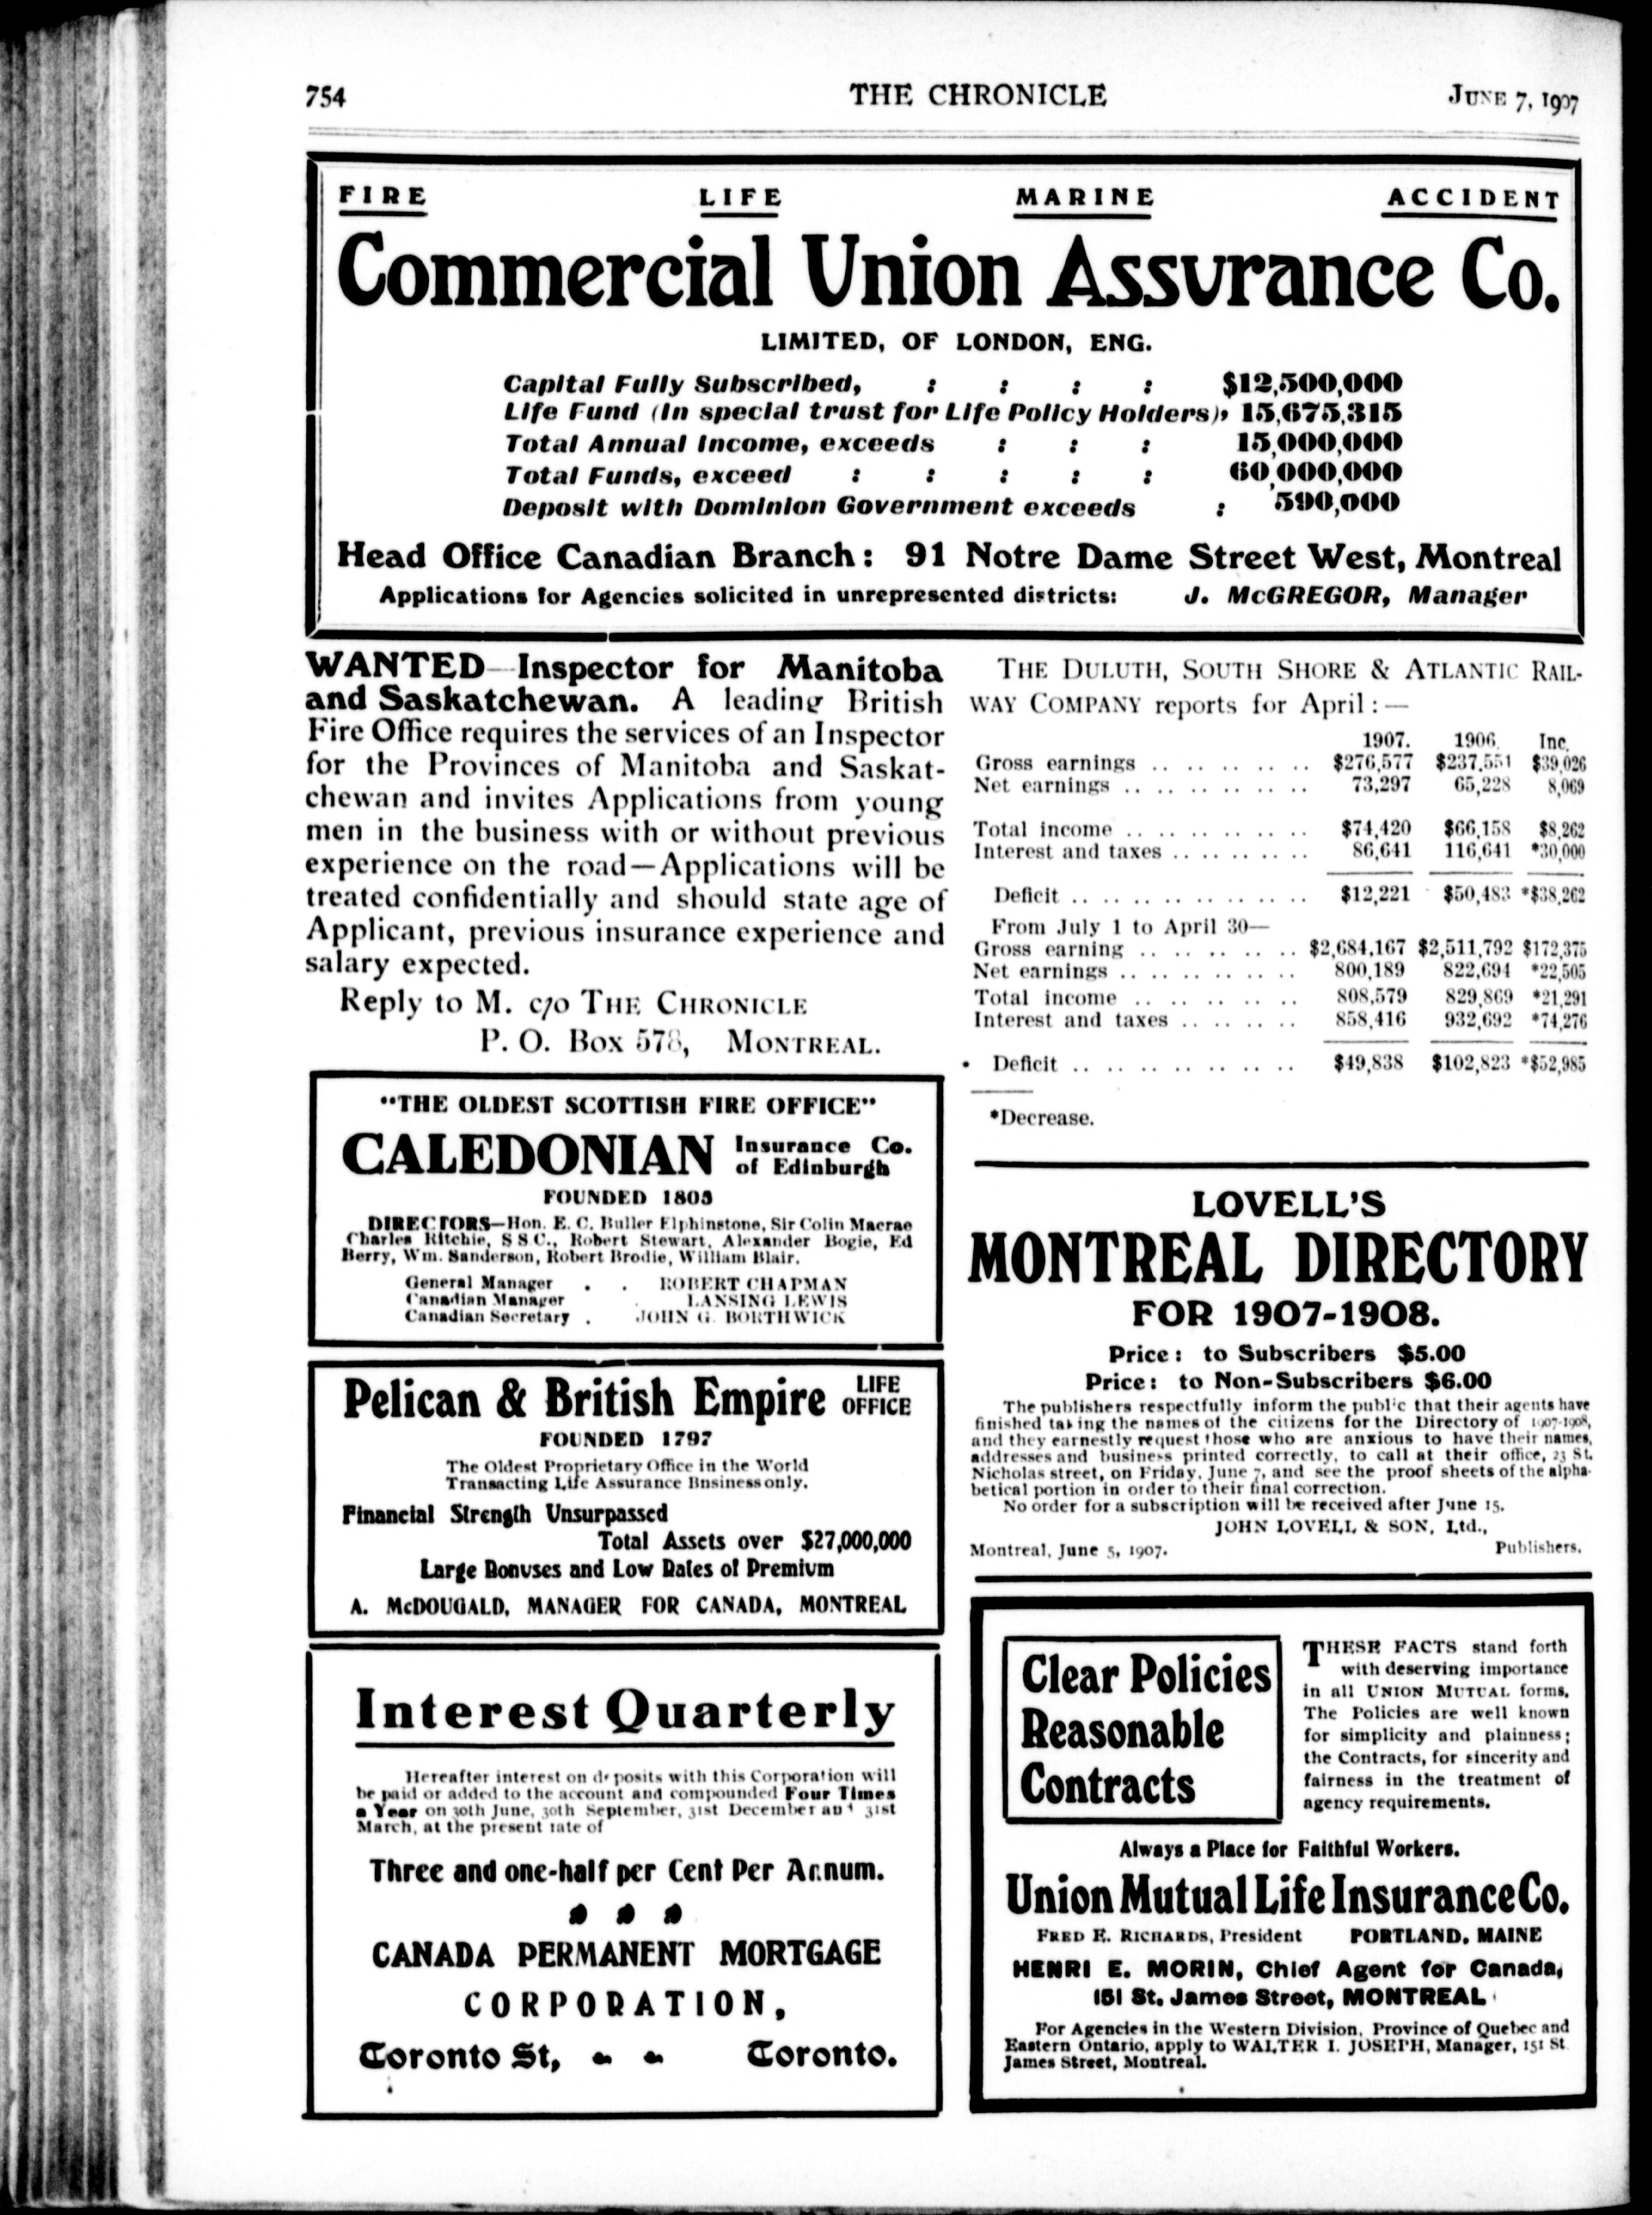 754
THE CHRONICLE
JUNE 7, 1907
FIRE LIFE MARINE ACCIDENT
Commercial Union Assurance Co.
LIMITED, OF LONDON, ENG.
Capital Fully Subscribed, : : : : $12,500,000
Life Fund (In special trust for Life Policy Holders), 15,675,315
Total Annual Income, exceeds : : : 15,000,000
Total Funds, exceed : : : : : 60,000,000
Deposit with Dominion Government exceeds : 590,000
Head Office Canadian Branch: 91 Notre Dame Street West, Montreal
Applications for Agencies solicited in unrepresented districts: J. McGREGOR, Manager
WANTED—Inspector for Manitoba
and Saskatchewan. A leading British
Fire Office requires the services of an Inspector
for the Provinces of Manitoba and Saskat-
chewan and invites Applications from young
men in the business with or without previous
experience on the road—Applications will be
treated confidentially and should state age of
Applicant, previous insurance experience and
salary expected.
Reply to M. c/o THE CHRONICLE
P. O. Box 578, MONTREAL.
"THE OLDEST SCOTTISH FIRE OFFICE"
CALEDONIAN Insurance Co.
of Edinburgh
FOUNDED 1805
DIRECTORS—Hon. E. C. Buller Elphinstone, Sir Colin Macrae
Charles Ritchie, S S C., Robert Stewart, Alexander Bogie, Ed
Berry, Wm. Sanderson, Robert Brodie, William Blair.
General Manager . . ROBERT CHAPMAN
Canadian Manager . LANSING LEWIS
Canadian Secretary . JOHN G. BORTHWICK
Pelican & British Empire LIFE
OFFICE
FOUNDED 1797
The Oldest Proprietary Office in the World
Transacting Life Assurance Business only.
Financial Strength Unsurpassed
Total Assets over $27,000,000
Large Bonuses and Low Rates of Premium
A. McDOUGALD, MANAGER FOR CANADA, MONTREAL
Interest Quarterly
Hereafter interest on deposits with this Corporation will
be paid or added to the account and compounded Four Times
a Year on 30th June, 30th September, 31st December and 31st
March, at the present rate of
Three and one-half per Cent Per Annum.
CANADA PERMANENT MORTGAGE
CORPORATION,
Toronto St, - - Toronto.
THE DULUTH, SOUTH SHORE & ATLANTIC RAIL-
WAY COMPANY reports for April:—
1907. 1906. Inc.
Gross earnings .. .. .. .. .. .. $276,577 $237,551 $39,026
Net earnings .. .. .. .. .. .. .. 73,297 65,228 8,069
Total income .. .. .. .. .. .. .. $74,420 $66,158 $8,262
Interest and taxes .. .. .. .. .. 86,641 116,641 *30,000
Deficit .. .. .. .. .. .. .. .. $12,221 $50,483 *$38,262
From July 1 to April 30—
Gross earning .. .. .. .. .. .. $2,684,167 $2,511,792 $172,375
Net earnings .. .. .. .. .. .. 800,189 822,694 *22,505
Total income .. .. .. .. .. .. 808,579 829,869 *21,291
Interest and taxes .. .. .. .. 858,416 932,692 *74,276
Deficit .. .. .. .. .. .. .. $49,838 $102,823 *$52,985
*Decrease.
LOVELL'S
MONTREAL DIRECTORY
FOR 1907-1908.
Price: to Subscribers $5.00
Price: to Non-Subscribers $6.00
The publishers respectfully inform the public that their agents have
finished taking the names of the citizens for the Directory of 1907-1908,
and they earnestly request those who are anxious to have their names,
addresses and business printed correctly, to call at their office, 23 St.
Nicholas street, on Friday, June 7, and see the proof sheets of the alpha-
betical portion in order to their final correction.
No order for a subscription will be received after June 15.
JOHN LOVELL & SON, Ltd.,
Montreal, June 5, 1907. Publishers.
Clear Policies
Reasonable
Contracts
THESE FACTS stand forth
with deserving importance
in all UNION MUTUAL forms.
The Policies are well known
for simplicity and plainness;
the Contracts, for sincerity and
fairness in the treatment of
agency requirements.
Always a Place for Faithful Workers.
Union Mutual Life Insurance Co.
FRED E. RICHARDS, President PORTLAND, MAINE
HENRI E. MORIN, Chief Agent for Canada,
151 St. James Street, MONTREAL
For Agencies in the Western Division, Province of Quebec and
Eastern Ontario, apply to WALTER I. JOSEPH, Manager, 151 St
James Street, Montreal.